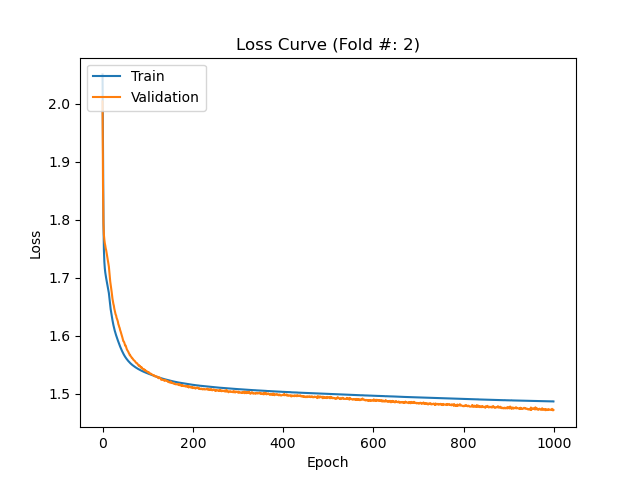 Loss Curve (Fold #: 2)
Train
Validation
2.0
1.9
1.8
1.7
1.6
1.5
Loss
0 200 400 600 800 1000
Epoch